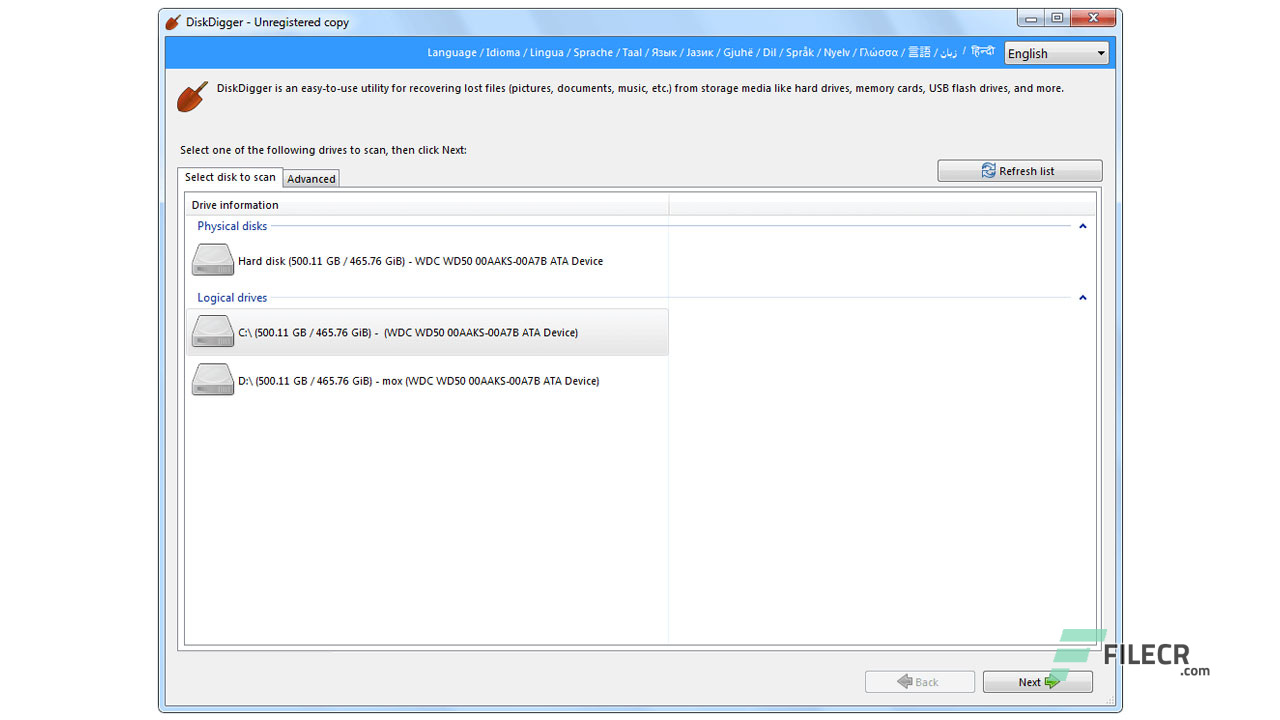 DiskDigger - Unregistered copy
Language / Idioma / Lingua / Sprache / Taal / Язык / Јазик / Gjuhë / Dil / Språk / Nyelv / Γλώσσα / 言語 / زبان / हिन्दी English
DiskDigger is an easy-to-use utility for recovering lost files (pictures, documents, music, etc.) from storage media like hard drives, memory cards, USB flash drives, and more.
Select one of the following drives to scan, then click Next:
Select disk to scan Advanced Refresh list
Drive information
Physical disks
Hard disk (500.11 GB / 465.76 GiB) - WDC WD50 00AAKS-00A7B ATA Device
Logical drives
C:\ (500.11 GB / 465.76 GiB) - (WDC WD50 00AAKS-00A7B ATA Device)
D:\ (500.11 GB / 465.76 GiB) - mox (WDC WD50 00AAKS-00A7B ATA Device)
FILECR
.com
Back Next